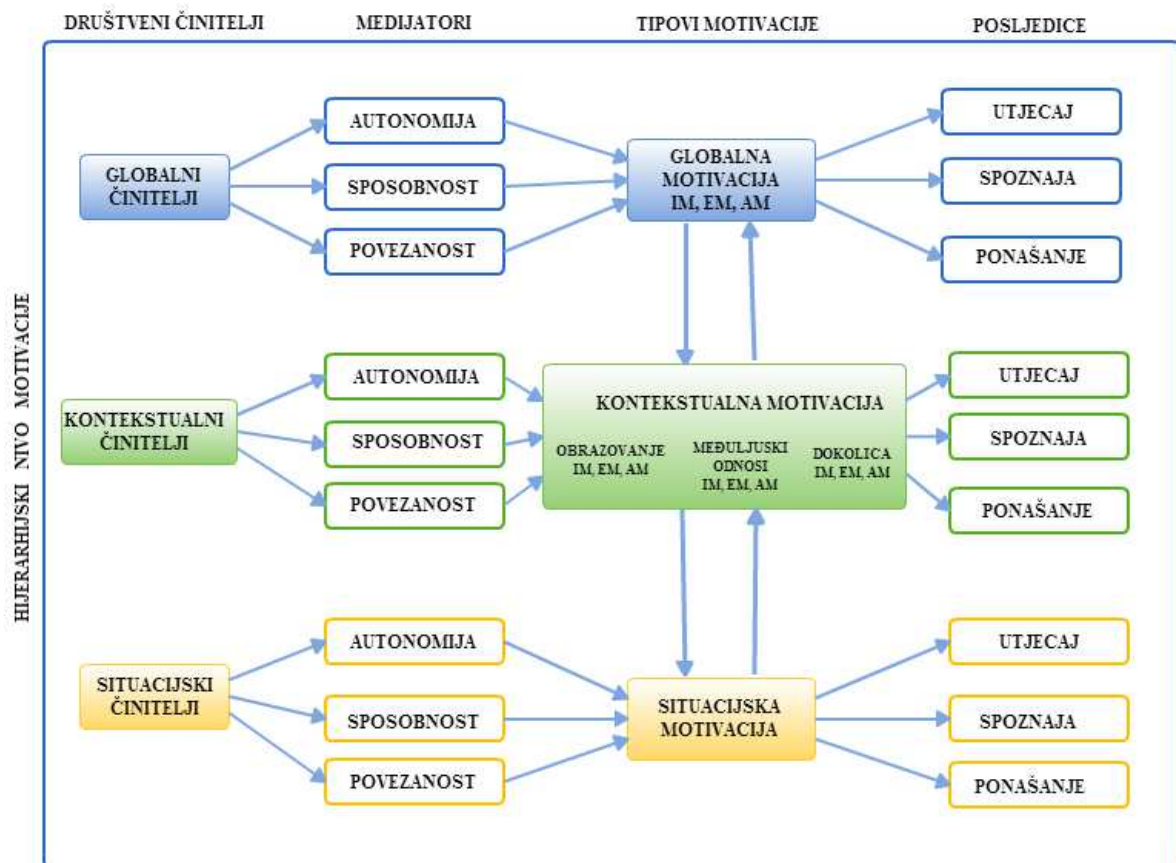 DRUŠTVENI ČINITELJI
MEDIJATORI
TIPOVI MOTIVACIJE
POSLJEDICE
HIJERARHIJSKI NIVO MOTIVACIJE
GLOBALNI
ČINITELJI
AUTONOMIJA
SPOSOBNOST
POVEZANOST
GLOBALNA
MOTIVACIJA
IM, EM, AM
UTJECAJ
SPOZNAJA
PONAŠANJE
KONTEKSTUALNI
ČINITELJI
AUTONOMIJA
SPOSOBNOST
POVEZANOST
KONTEKSTUALNA MOTIVACIJA
OBRAZOVANJE
IM, EM, AM
MEĐULJUSKI
ODNOSI
IM, EM, AM
DOKOLICA
IM, EM, AM
UTJECAJ
SPOZNAJA
PONAŠANJE
SITUACIJSKI
ČINITELJI
AUTONOMIJA
SPOSOBNOST
POVEZANOST
SITUACIJSKA
MOTIVACIJA
UTJECAJ
SPOZNAJA
PONAŠANJE